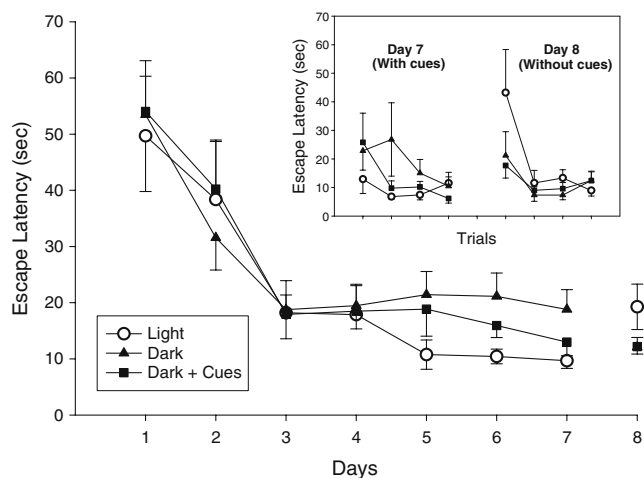 70
60
50
40
30
20
10
0
Escape Latency (sec)
1
2
3
4
5
6
7
8
Days
Light
Dark
Dark + Cues
70
60
50
40
30
20
10
0
Escape Latency (sec)
Day 7
(With cues)
Day 8
(Without cues)
Trials